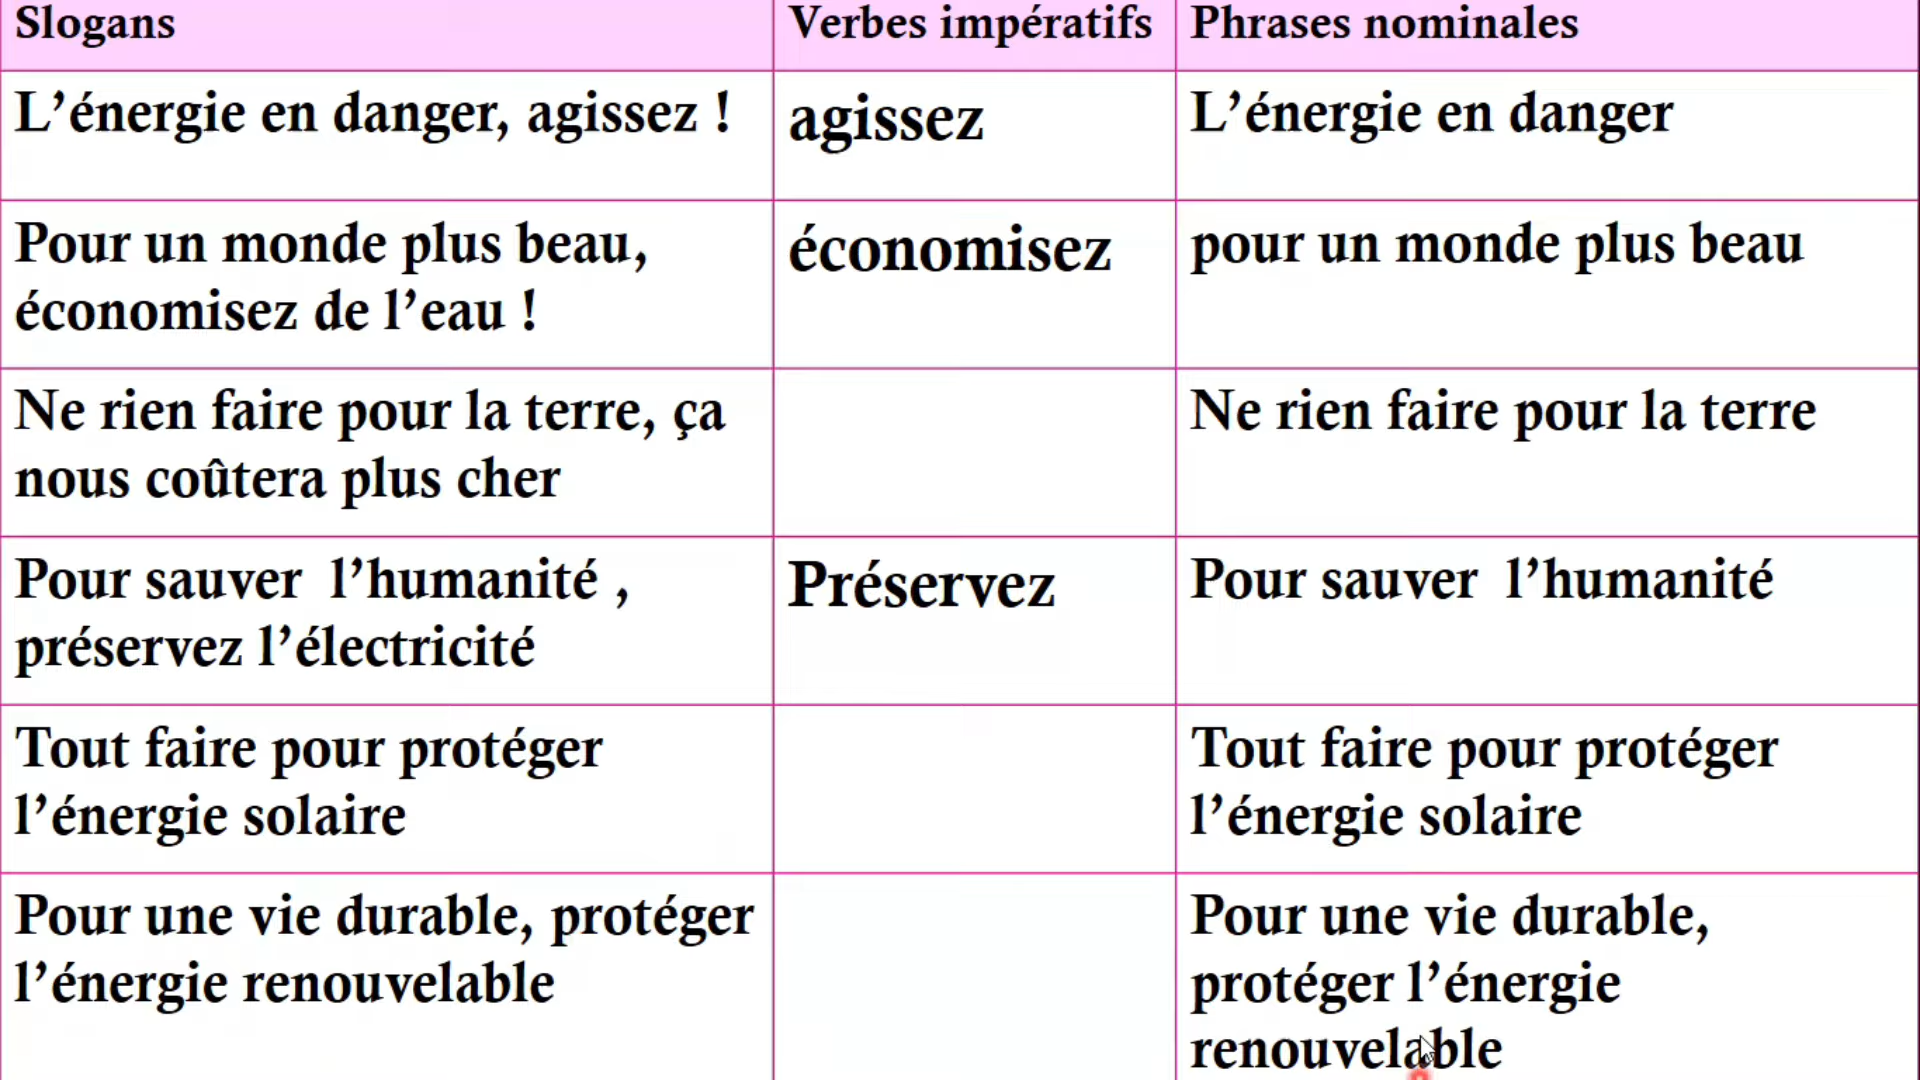 Slogans
Verbes impératifs
Phrases nominales
L’énergie en danger, agissez !
agissez
L’énergie en danger
Pour un monde plus beau,
économisez de l’eau !
économisez
pour un monde plus beau
Ne rien faire pour la terre, ça
nous coûtera plus cher
Ne rien faire pour la terre
Pour sauver l’humanité ,
préservez l’électricité
Préservez
Pour sauver l’humanité
Tout faire pour protéger
l’énergie solaire
Tout faire pour protéger
l’énergie solaire
Pour une vie durable, protéger
l’énergie renouvelable
Pour une vie durable,
protéger l’énergie
renouvelable